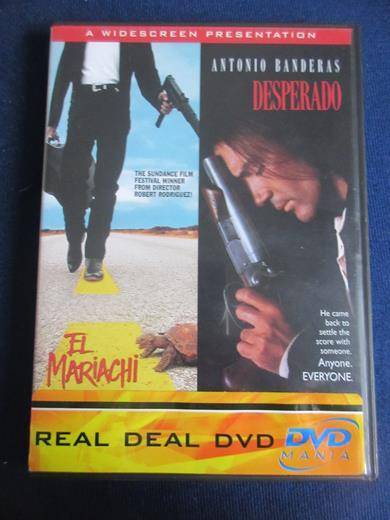 A WIDESCREEN PRESENTATION
ANTONIO BANDERAS
DESPERADO
THE SUNDANCE FILM
FESTIVAL WINNER
FROM DIRECTOR
ROBERT RODRIGUEZ!
He came
back to
settle the
score with
someone.
Anyone.
EVERYONE.
EL
MARIACHI
REAL DEAL DVD
DVD
MANIA